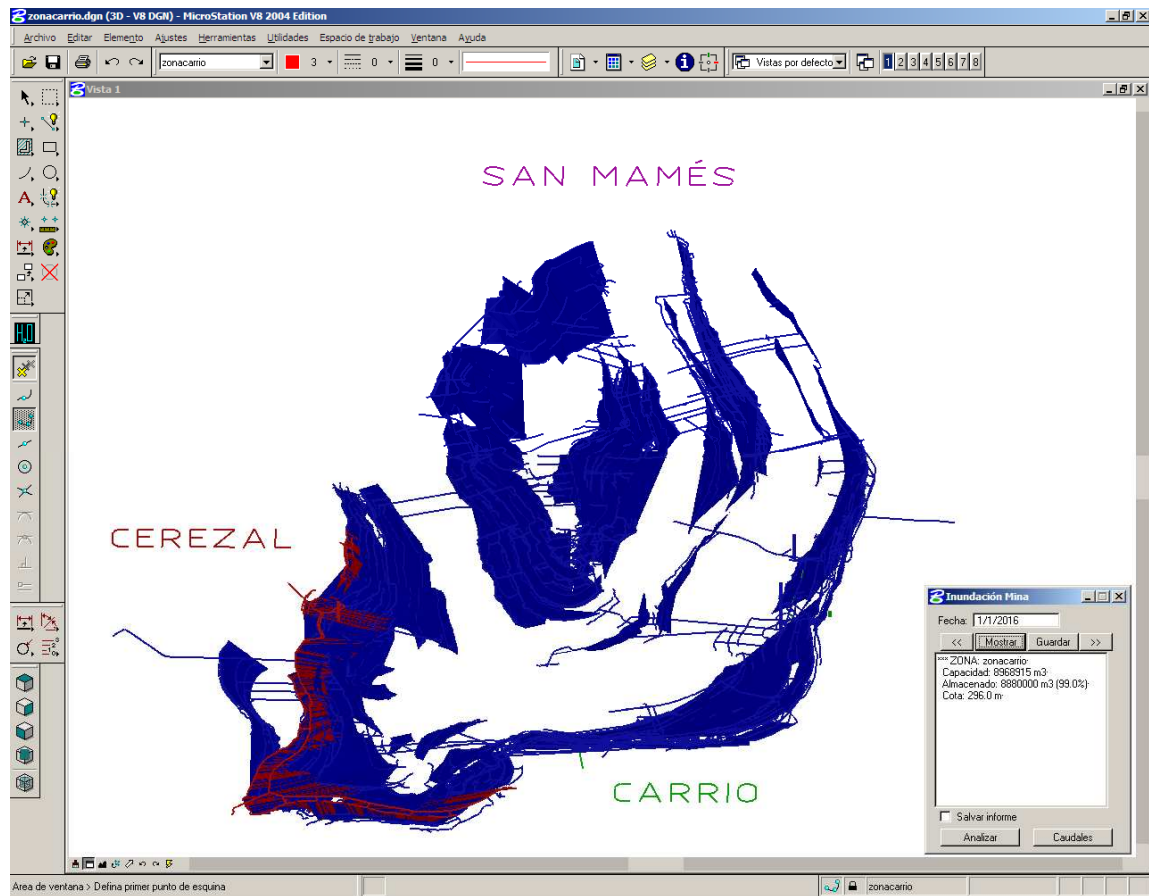 zonacarrio.dgn (3D - V8 DGN) - MicroStation V8 2004 Edition
Archivo Editar Elemento Ajustes Herramientas Utilidades Espacio de trabajo Ventana Ayuda
zonacarrio 3 0 0 Vistas por defecto 1 2 3 4 5 6 7 8
Vista 1
SAN MAMÉS
CEREZAL
CARRIO
Inundación Mina
Fecha: 1/1/2016
<< Mostrar Guardar >>
*** ZONA: zonacarrio
Capacidad: 8968915 m3
Almacenado: 8880000 m3 (99.0%)
Cota: 296.0 m
Salvar informe
Analizar Caudales
Area de ventana > Defina primer punto de esquina
zonacarrio